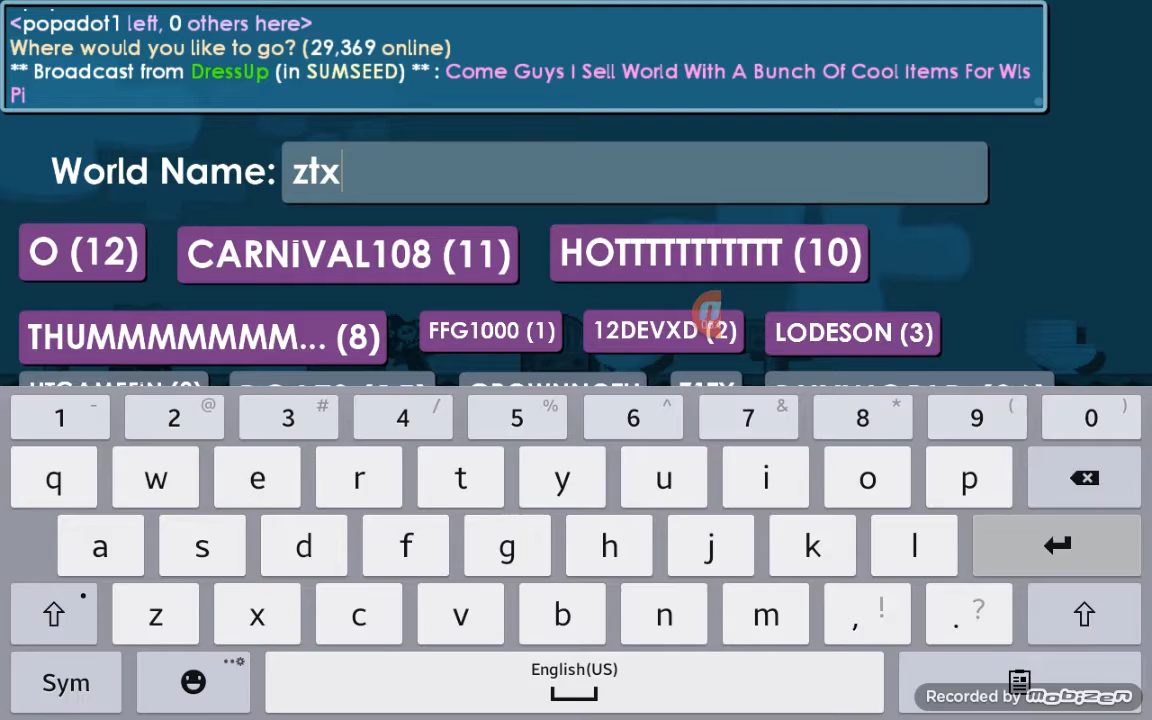 <popadot1 left, 0 others here>
Where would you like to go? (29,369 online)
** Broadcast from DressUp (in SUMSEED) ** : Come Guys I Sell World With A Bunch Of Cool Items For Wls
Pi
World Name: ztx
O (12) CARNiVAL108 (11) HOTTTTTTTTTTT (10)
THUMMMMMMM... (8) FFG1000 (1) 12DEVXD (2) LODESON (3)
1 - 2 @ 3 # 4 / 5 % 6 ^ 7 & 8 * 9 ( 0 )
q w e r t y u i o p
a s d f g h j k l
z x c v b n m , ! . ?
Sym English(US)
Recorded by mobizen